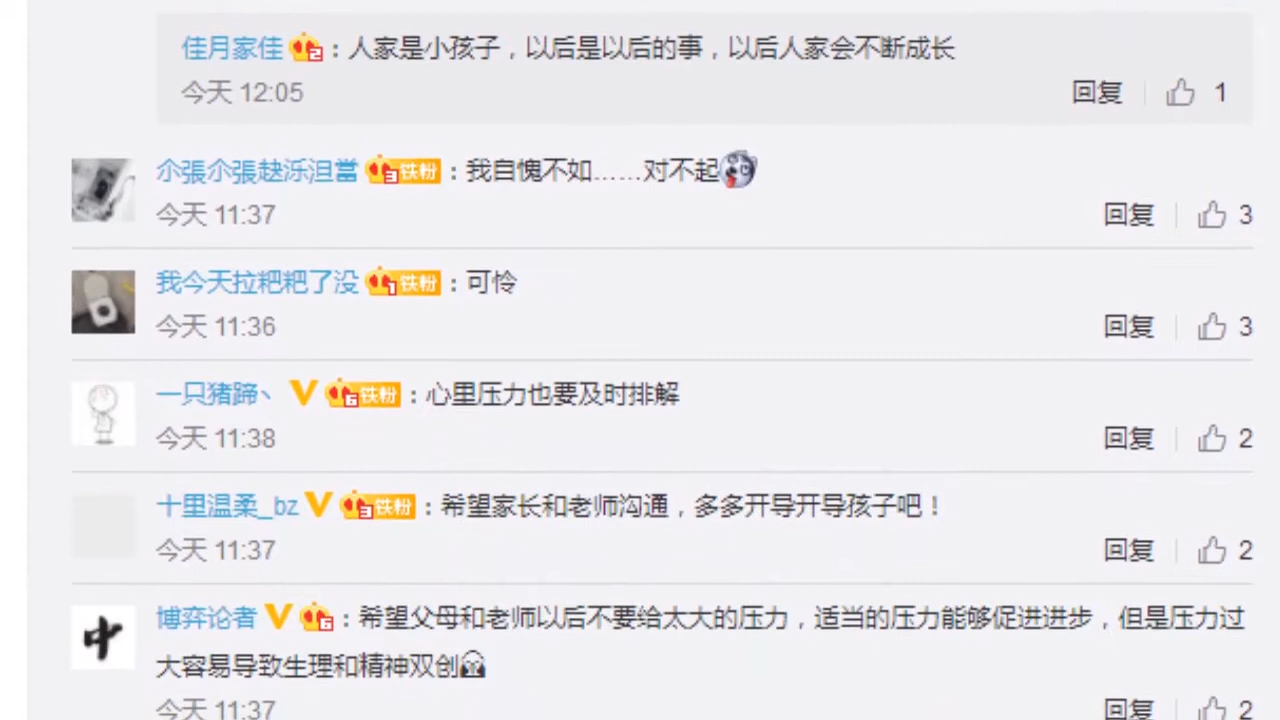 佳月家佳：人家是小孩子，以后是以后的事，以后人家会不断成长
今天 12:05 回复 1
尒張尒張赽泺泹當 铁粉：我自愧不如……对不起
今天 11:37 回复 3
我今天拉粑粑了没 铁粉：可怜
今天 11:36 回复 3
一只猪蹄丶 铁粉：心里压力也要及时排解
今天 11:38 回复 2
十里温柔_bz 铁粉：希望家长和老师沟通，多多开导开导孩子吧！
今天 11:37 回复 2
博弈论者：希望父母和老师以后不要给太大的压力，适当的压力能够促进进步，但是压力过
大容易导致生理和精神双创
今天 11:37 回复 2